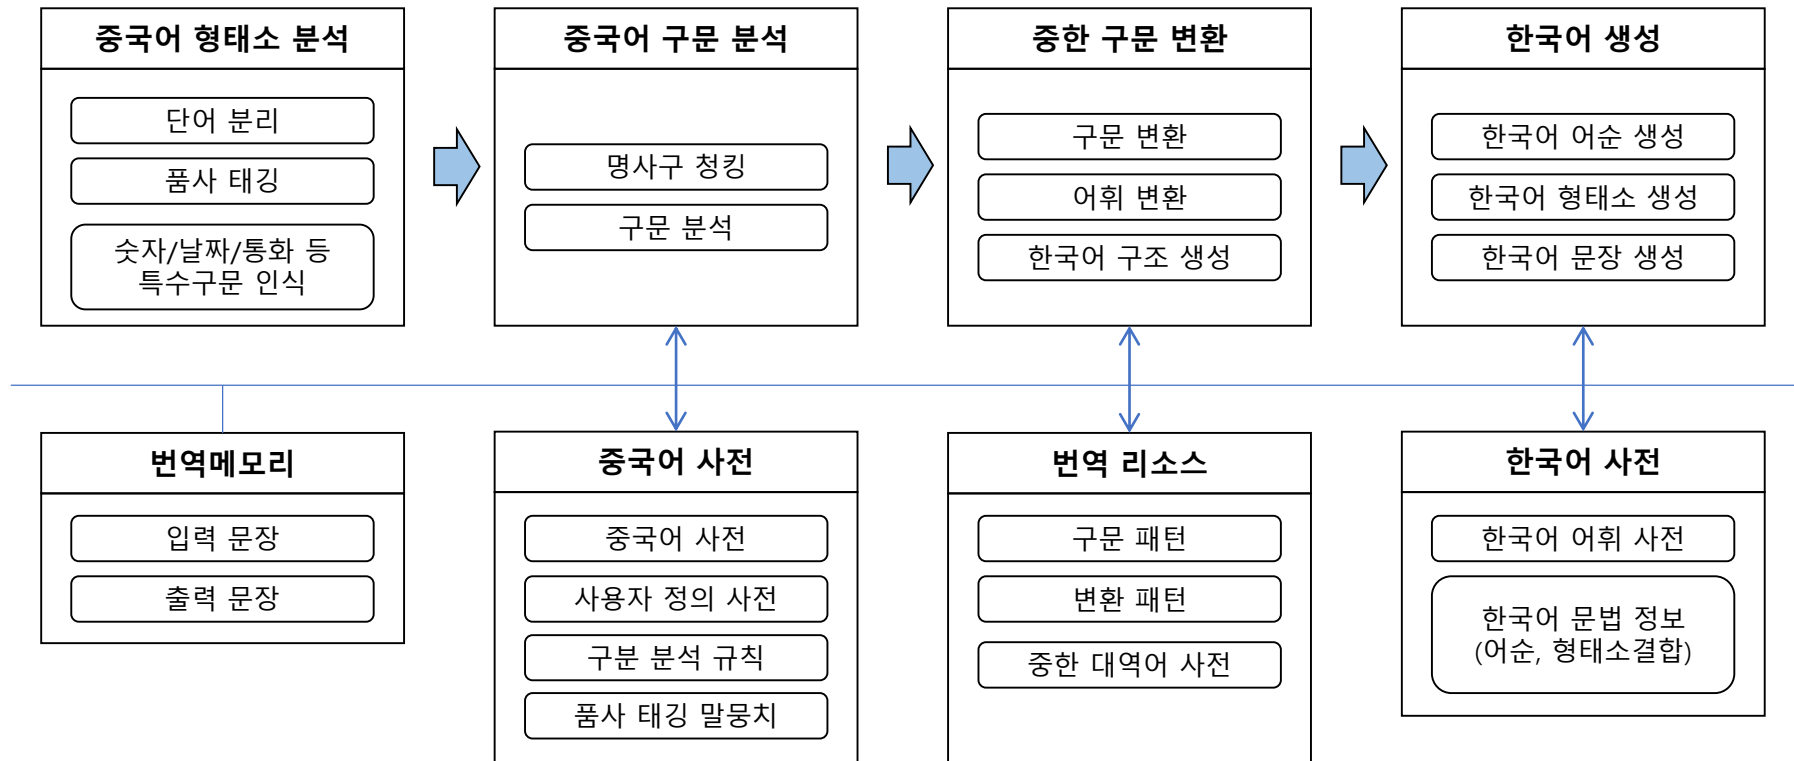 중국어 형태소 분석
단어 분리
품사 태깅
숫자/날짜/통화 등
특수구문 인식
중국어 구문 분석
명사구 청킹
구문 분석
중한 구문 변환
구문 변환
어휘 변환
한국어 구조 생성
한국어 생성
한국어 어순 생성
한국어 형태소 생성
한국어 문장 생성
번역메모리
입력 문장
출력 문장
중국어 사전
중국어 사전
사용자 정의 사전
구분 분석 규칙
품사 태깅 말뭉치
번역 리소스
구문 패턴
변환 패턴
중한 대역어 사전
한국어 사전
한국어 어휘 사전
한국어 문법 정보
(어순, 형태소결합)